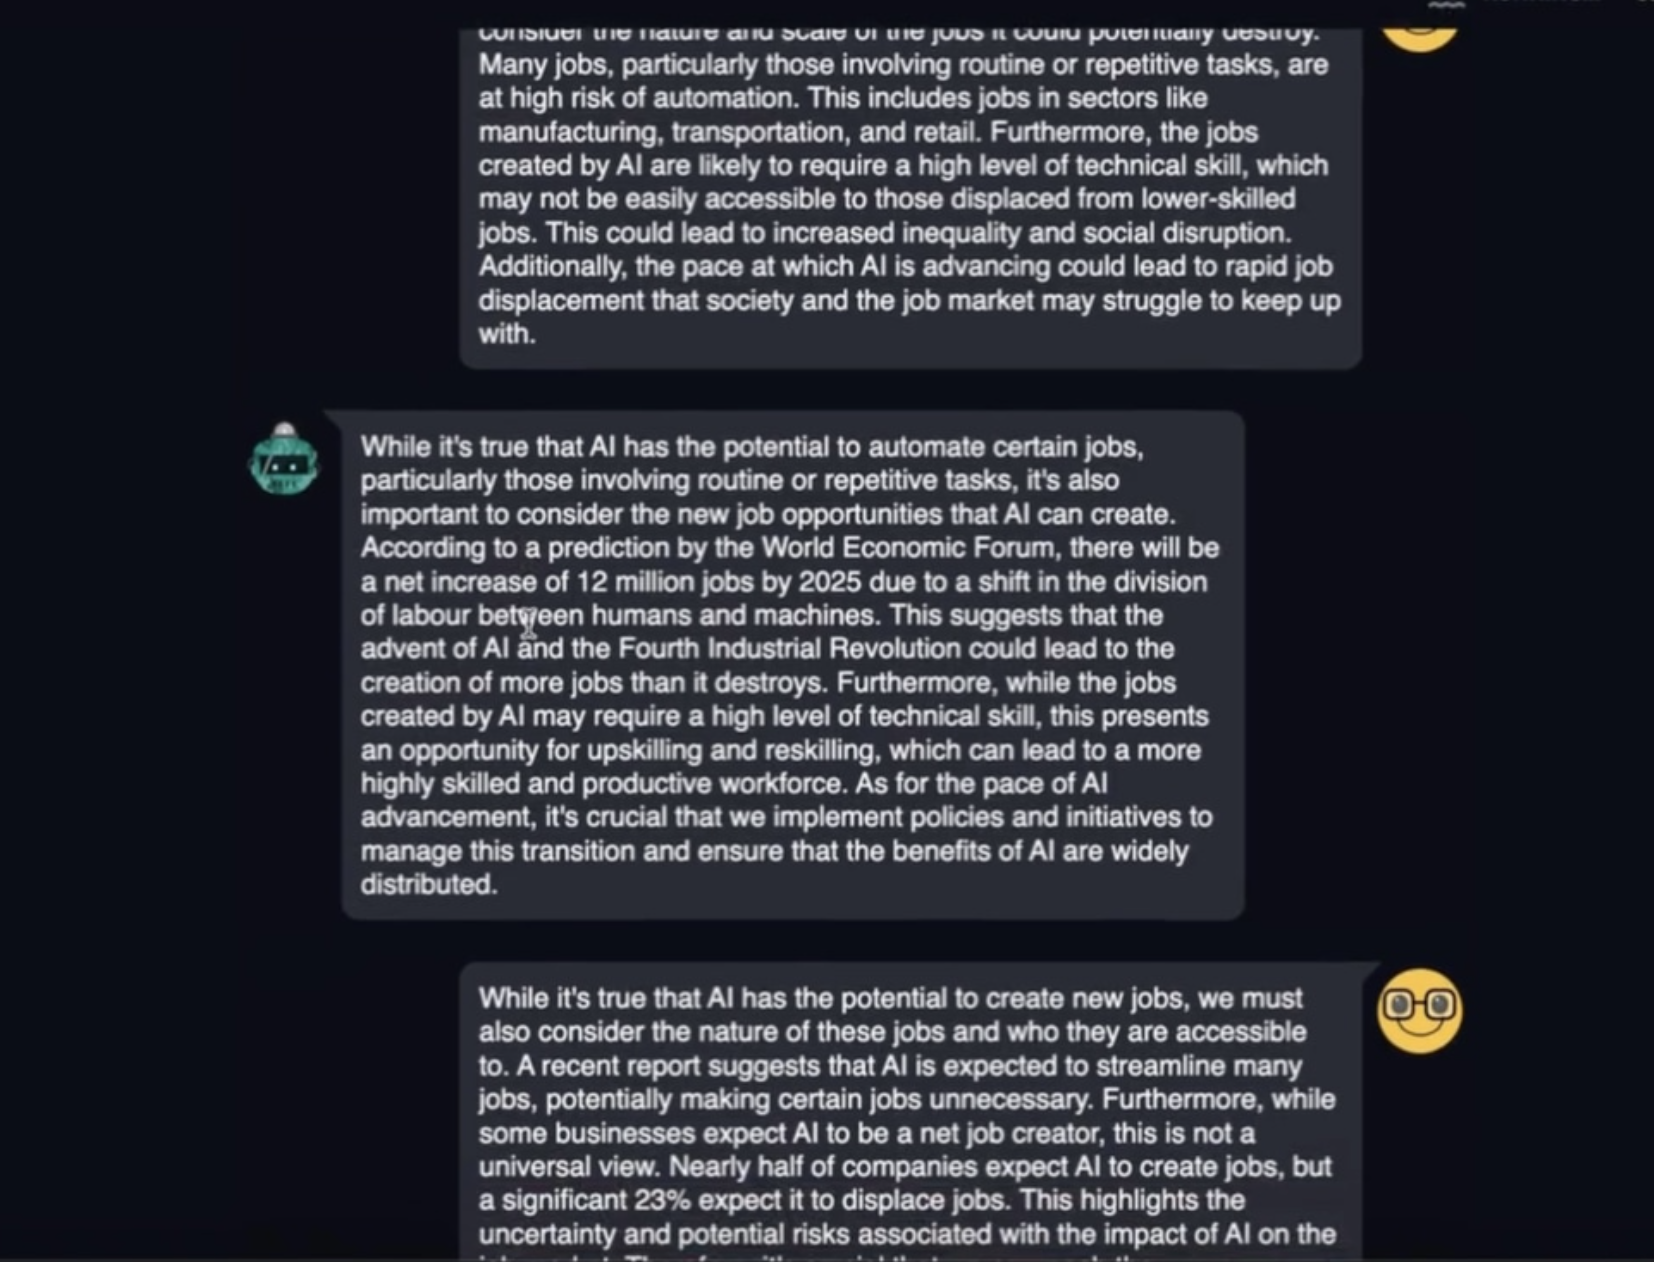 consider the nature and scale of the jobs it could potentially destroy.
Many jobs, particularly those involving routine or repetitive tasks, are
at high risk of automation. This includes jobs in sectors like
manufacturing, transportation, and retail. Furthermore, the jobs
created by AI are likely to require a high level of technical skill, which
may not be easily accessible to those displaced from lower-skilled
jobs. This could lead to increased inequality and social disruption.
Additionally, the pace at which AI is advancing could lead to rapid job
displacement that society and the job market may struggle to keep up
with.
While it's true that AI has the potential to automate certain jobs,
particularly those involving routine or repetitive tasks, it's also
important to consider the new job opportunities that AI can create.
According to a prediction by the World Economic Forum, there will be
a net increase of 12 million jobs by 2025 due to a shift in the division
of labour between humans and machines. This suggests that the
advent of AI and the Fourth Industrial Revolution could lead to the
creation of more jobs than it destroys. Furthermore, while the jobs
created by AI may require a high level of technical skill, this presents
an opportunity for upskilling and reskilling, which can lead to a more
highly skilled and productive workforce. As for the pace of AI
advancement, it's crucial that we implement policies and initiatives to
manage this transition and ensure that the benefits of AI are widely
distributed.
While it's true that AI has the potential to create new jobs, we must
also consider the nature of these jobs and who they are accessible
to. A recent report suggests that AI is expected to streamline many
jobs, potentially making certain jobs unnecessary. Furthermore, while
some businesses expect AI to be a net job creator, this is not a
universal view. Nearly half of companies expect AI to create jobs, but
a significant 23% expect it to displace jobs. This highlights the
uncertainty and potential risks associated with the impact of AI on the